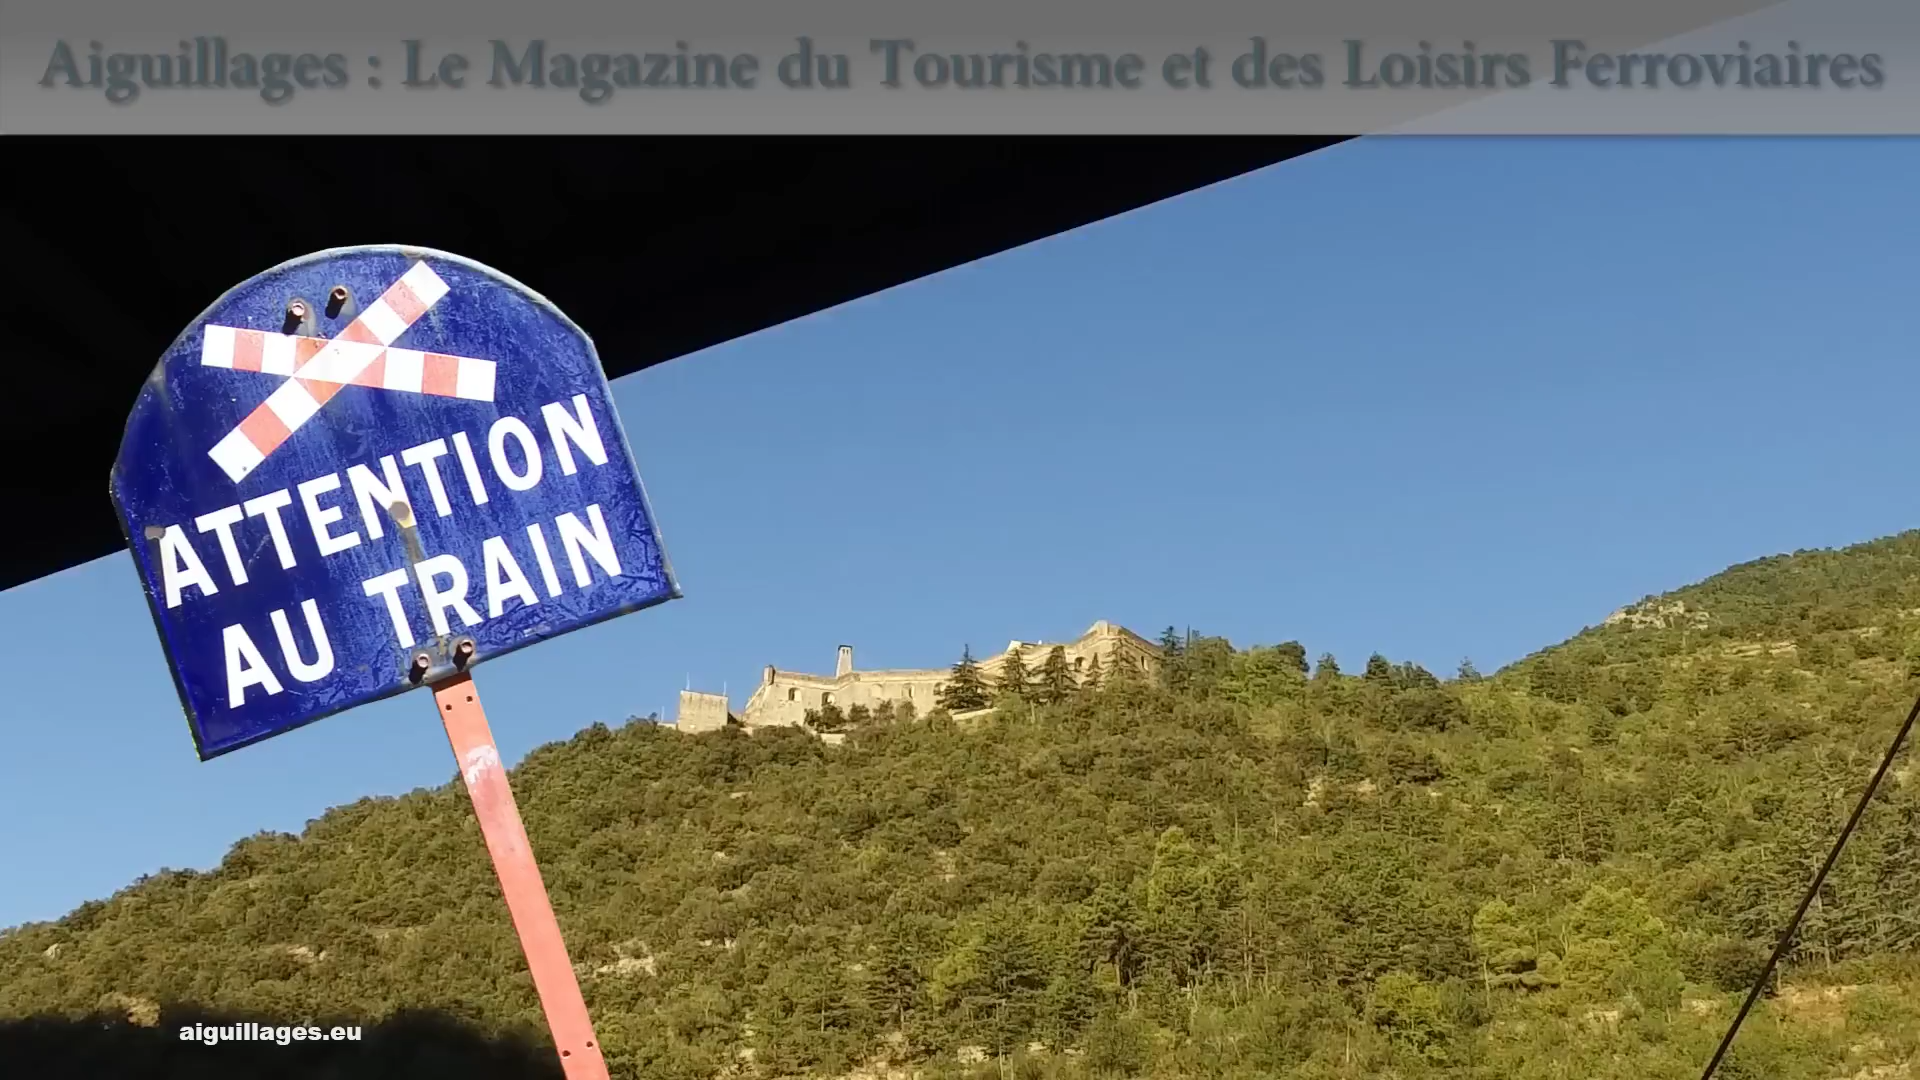 Aiguillages : Le Magazine du Tourisme et des Loisirs Ferroviaires
ATTENTION
AU TRAIN
aiguillages.eu